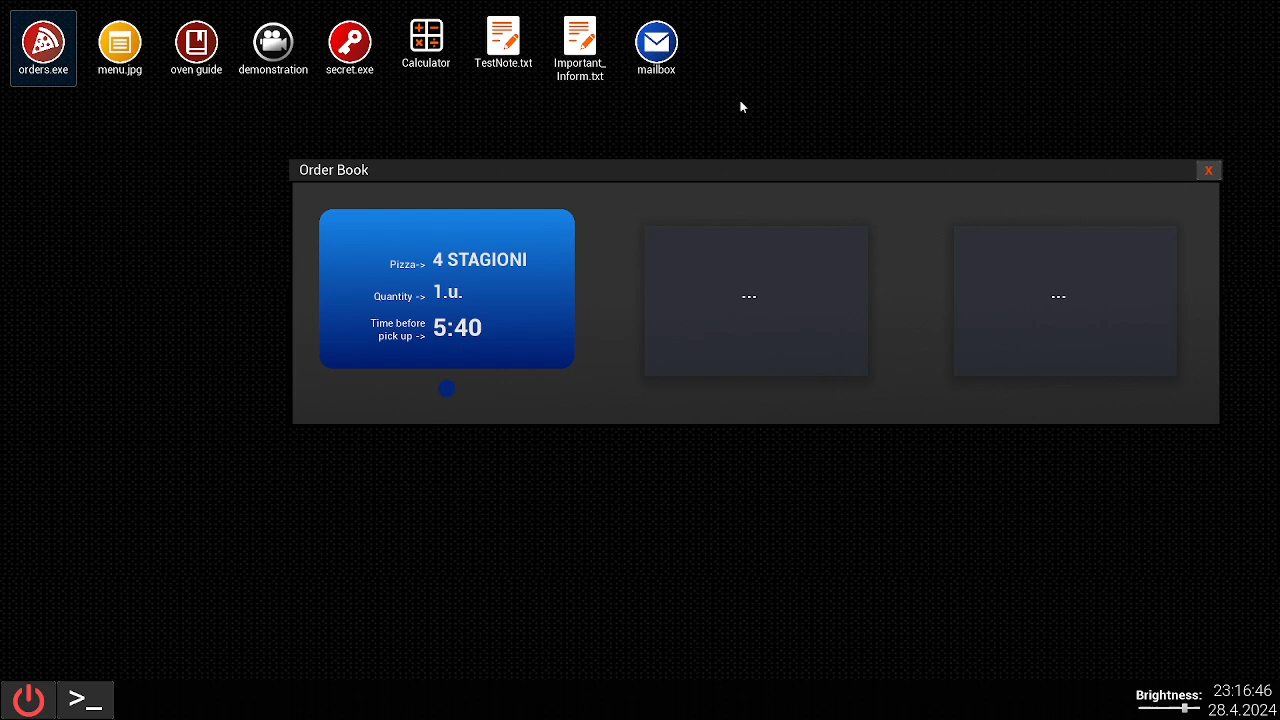 orders.exe
menu.jpg
oven guide
demonstration
secret.exe
Calculator
TestNote.txt
Important_
Inform.txt
mailbox
Order Book
X
Pizza-> 4 STAGIONI
Quantity -> 1.u.
Time before
pick up -> 5:40
...
...
>_
Brightness:
23:16:46
28.4.2024